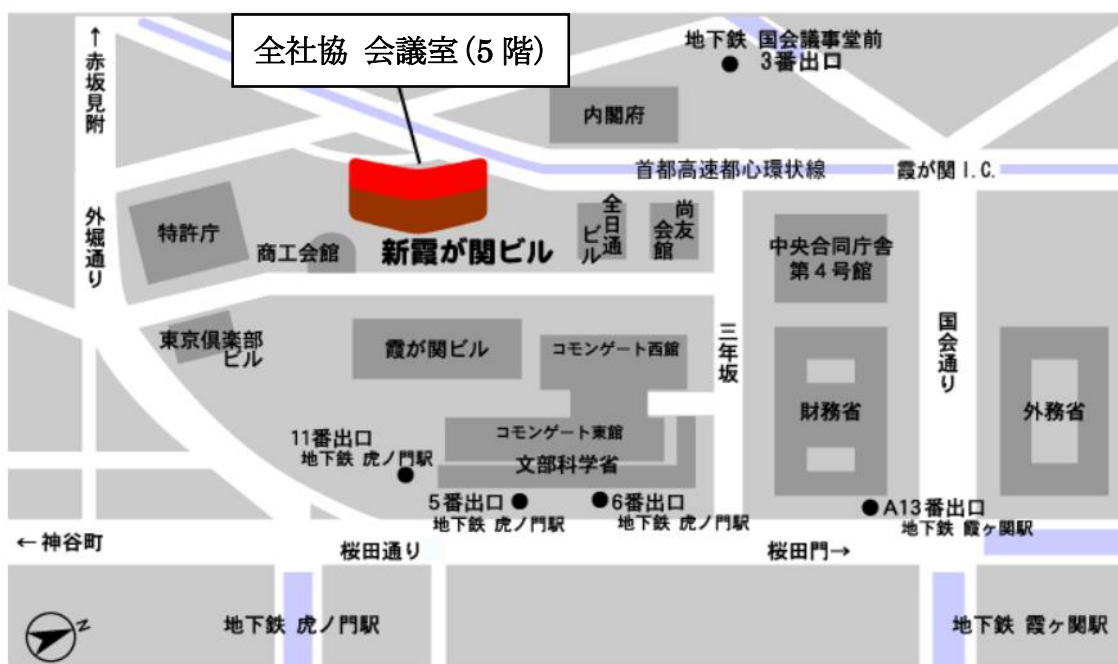 全社協 会議室(5 階)
地下鉄 国会議事堂前
3番出口
↑赤坂見附
内閣府
首都高速都心環状線
霞が関 I.C.
外堀通り
特許庁
商工会館
新霞が関ビル
全日通
ビル
尚友
会館
中央合同庁舎
第4号館
東京倶楽部
ビル
霞が関ビル
コモンゲート西館
三年坂
国会通り
財務省
外務省
コモンゲート東館
文部科学省
11番出口
地下鉄 虎ノ門駅
5番出口
地下鉄 虎ノ門駅
6番出口
地下鉄 虎ノ門駅
A13番出口
地下鉄 霞ヶ関駅
←神谷町
桜田通り
桜田門→
地下鉄 虎ノ門駅
地下鉄 霞ヶ関駅
N